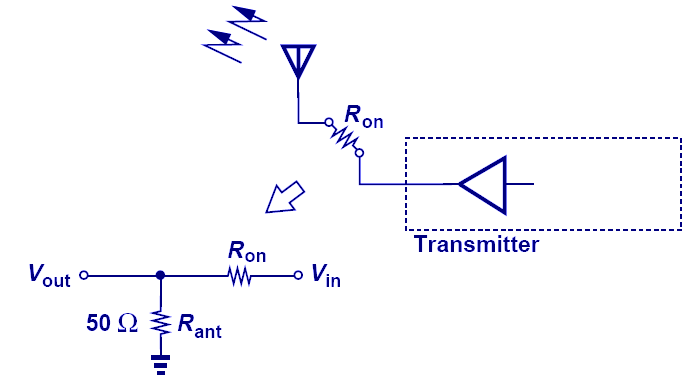 Ron
Transmitter
Ron
Vout
Vin
50 Ω
Rant